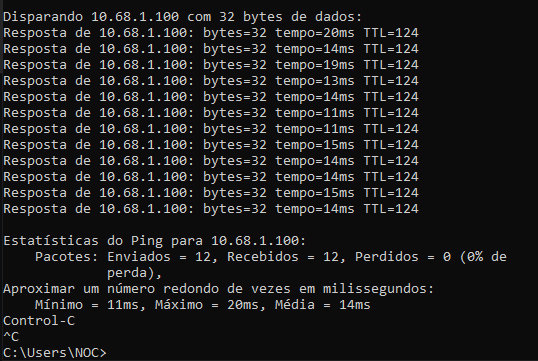 Disparando 10.68.1.100 com 32 bytes de dados:
Resposta de 10.68.1.100: bytes=32 tempo=20ms TTL=124
Resposta de 10.68.1.100: bytes=32 tempo=14ms TTL=124
Resposta de 10.68.1.100: bytes=32 tempo=19ms TTL=124
Resposta de 10.68.1.100: bytes=32 tempo=13ms TTL=124
Resposta de 10.68.1.100: bytes=32 tempo=14ms TTL=124
Resposta de 10.68.1.100: bytes=32 tempo=11ms TTL=124
Resposta de 10.68.1.100: bytes=32 tempo=11ms TTL=124
Resposta de 10.68.1.100: bytes=32 tempo=15ms TTL=124
Resposta de 10.68.1.100: bytes=32 tempo=14ms TTL=124
Resposta de 10.68.1.100: bytes=32 tempo=14ms TTL=124
Resposta de 10.68.1.100: bytes=32 tempo=15ms TTL=124
Resposta de 10.68.1.100: bytes=32 tempo=14ms TTL=124
Estatísticas do Ping para 10.68.1.100:
Pacotes: Enviados = 12, Recebidos = 12, Perdidos = 0 (0% de
perda),
Aproximar um número redondo de vezes em milissegundos:
Mínimo = 11ms, Máximo = 20ms, Média = 14ms
Control-C
^C
C:\Users\NOC>